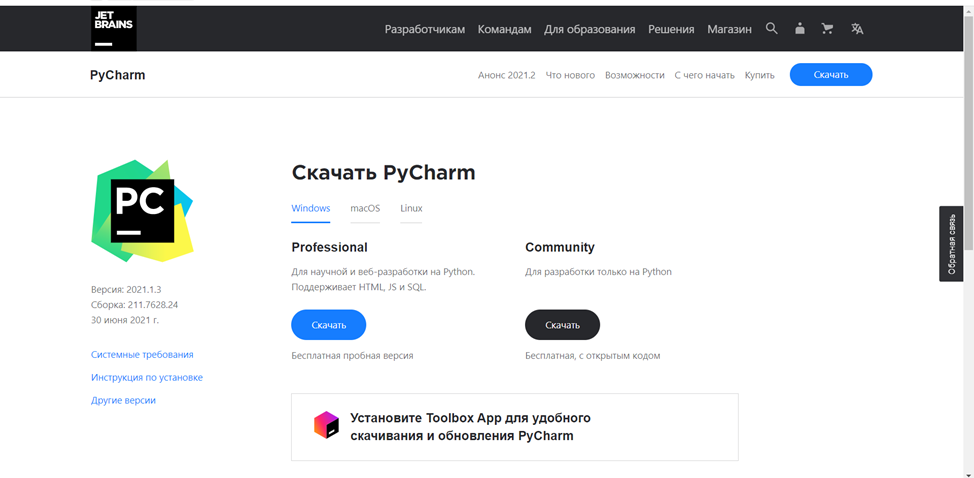 JET
BRAINS
Разработчикам Командам Для образования Решения Магазин
PyCharm
Анонс 2021.2 Что нового Возможности С чего начать Купить Скачать
PC
Скачать PyCharm
Windows macOS Linux
Professional
Для научной и веб-разработки на Python.
Поддерживает HTML, JS и SQL.
Скачать
Бесплатная пробная версия
Community
Для разработки только на Python
Скачать
Бесплатная, с открытым кодом
Версия: 2021.1.3
Сборка: 211.7628.24
30 июня 2021 г.
Системные требования
Инструкция по установке
Другие версии
Установите Toolbox App для удобного
скачивания и обновления PyCharm
Обратная связь